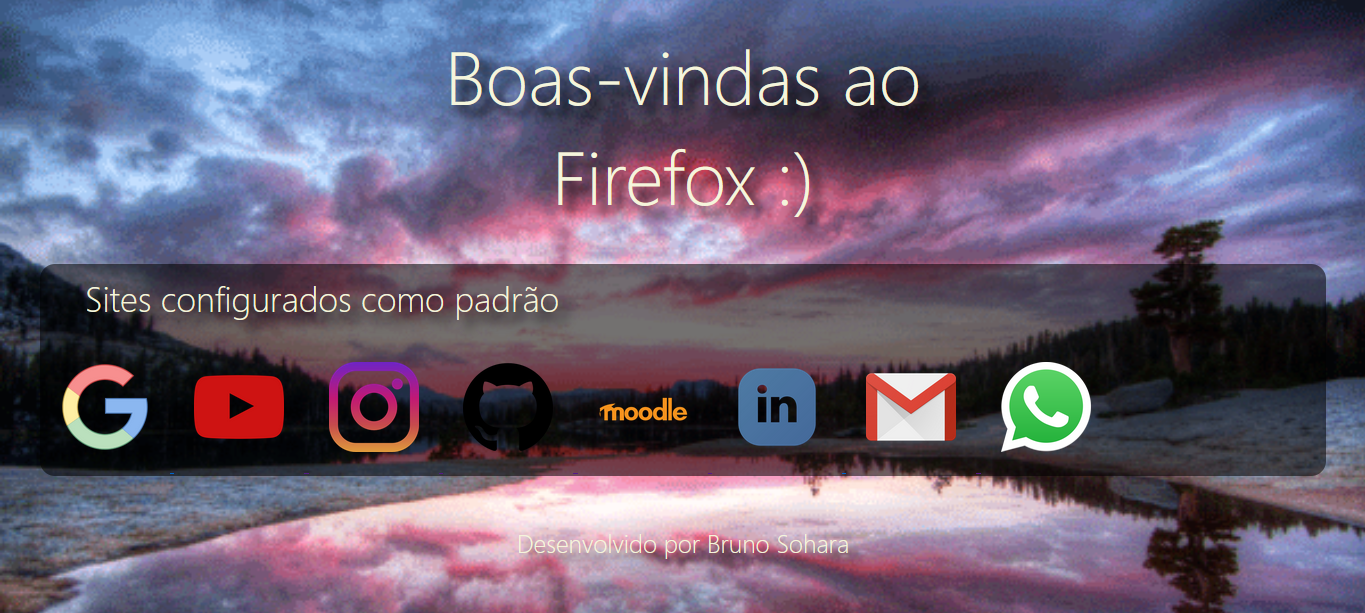 Boas-vindas ao
Firefox :)
Sites configurados como padrão
G moodle in
Desenvolvido por Bruno Sohara